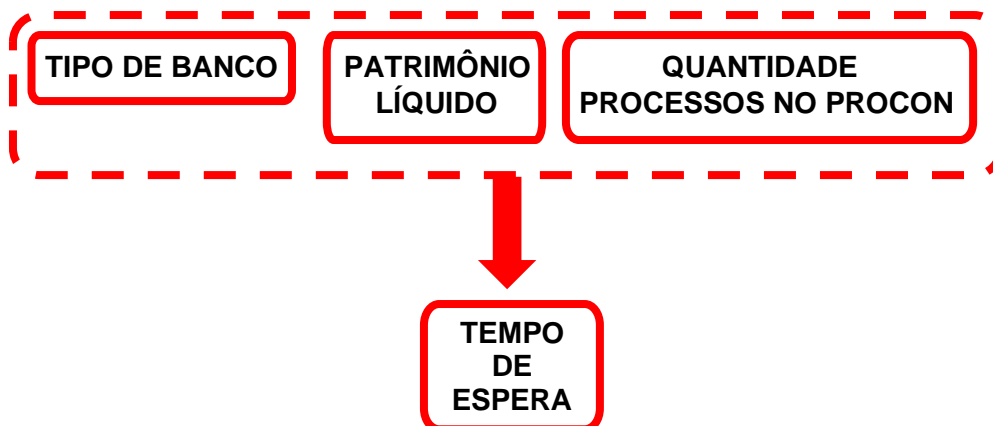 TIPO DE BANCO
PATRIMÔNIO
LÍQUIDO
QUANTIDADE
PROCESSOS NO PROCON
TEMPO
DE
ESPERA